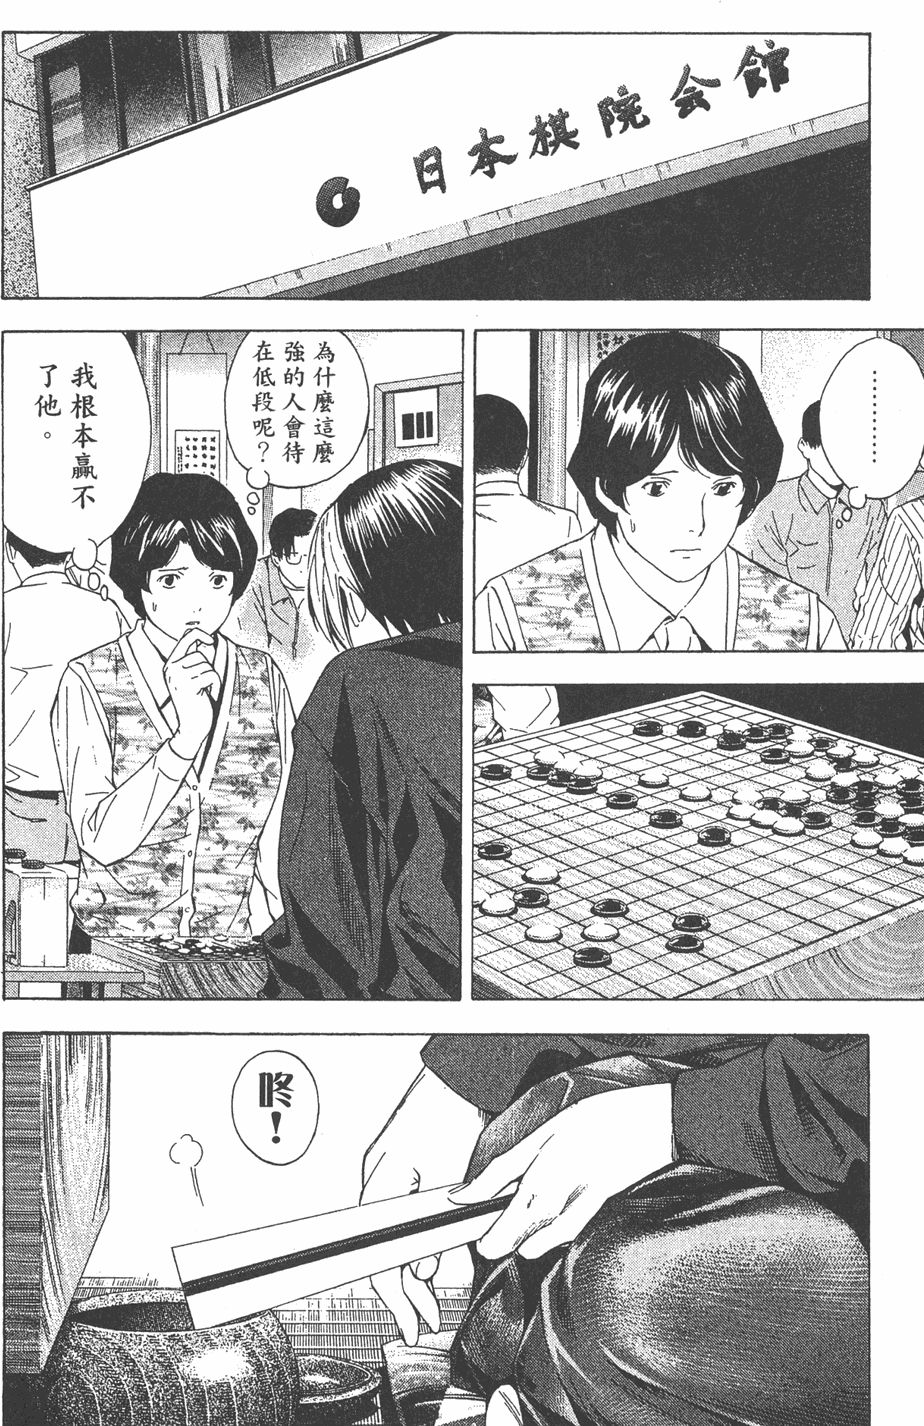 日本棋院会館
………
為什麼這麼
強的人會待
在低段呢？
我根本贏不
了他。
咚！